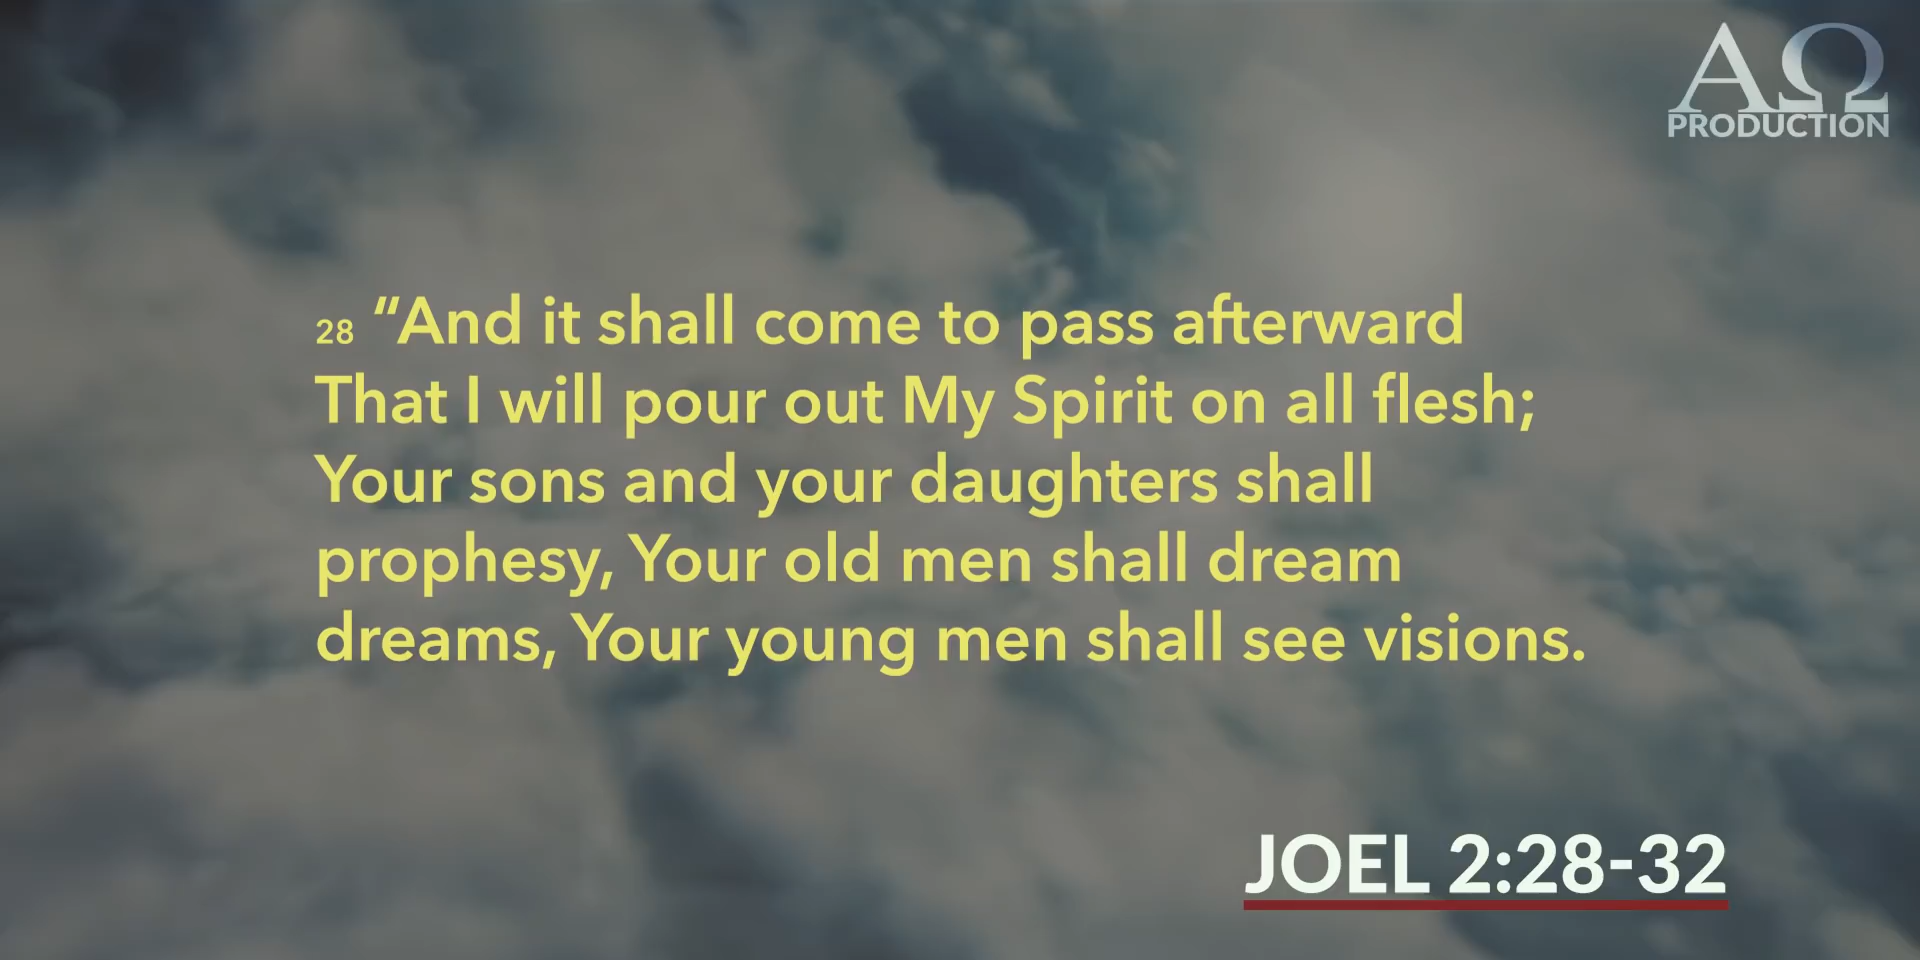 ΑΩ
PRODUCTION
28 “And it shall come to pass afterward
That I will pour out My Spirit on all flesh;
Your sons and your daughters shall
prophesy, Your old men shall dream
dreams, Your young men shall see visions.
JOEL 2:28-32